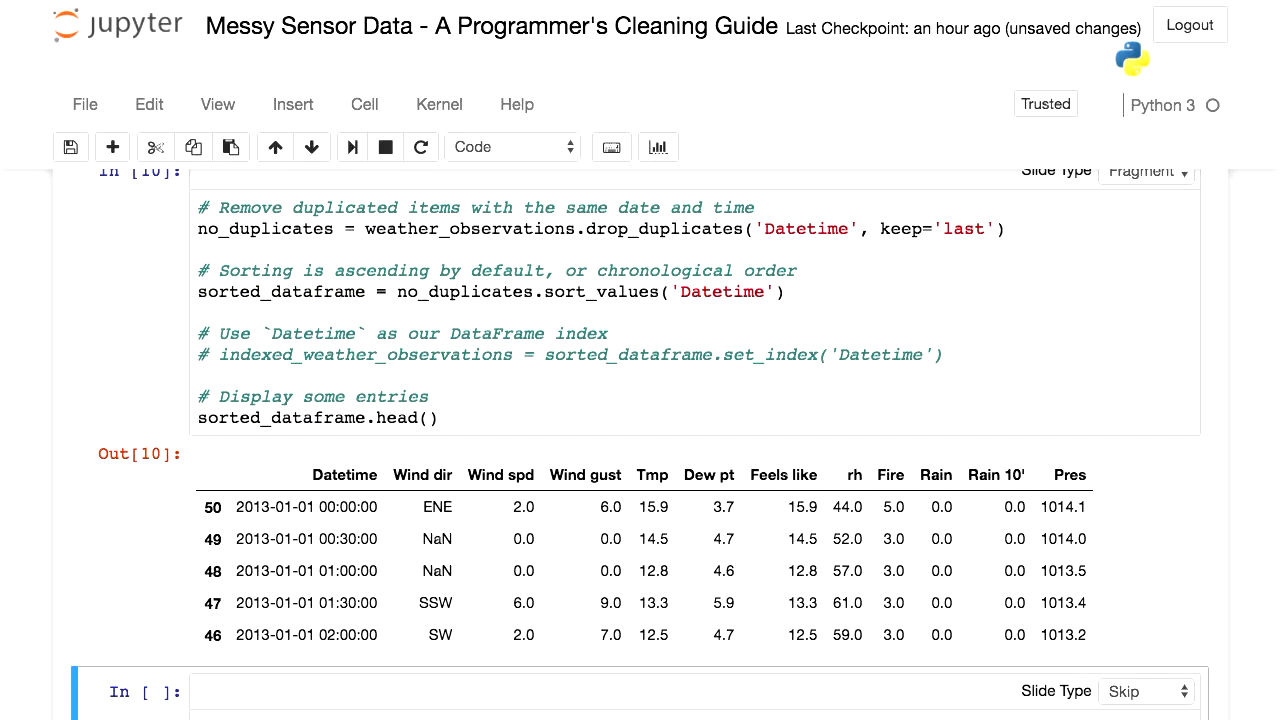 jupyter Messy Sensor Data - A Programmer's Cleaning Guide Last Checkpoint: an hour ago (unsaved changes) Logout
File Edit View Insert Cell Kernel Help Trusted Python 3
Code
In [10]: Slide Type Fragment
# Remove duplicated items with the same date and time
no_duplicates = weather_observations.drop_duplicates('Datetime', keep='last')
# Sorting is ascending by default, or chronological order
sorted_dataframe = no_duplicates.sort_values('Datetime')
# Use `Datetime` as our DataFrame index
# indexed_weather_observations = sorted_dataframe.set_index('Datetime')
# Display some entries
sorted_dataframe.head()
Out[10]:
Datetime Wind dir Wind spd Wind gust Tmp Dew pt Feels like rh Fire Rain Rain 10' Pres
50 2013-01-01 00:00:00 ENE 2.0 6.0 15.9 3.7 15.9 44.0 5.0 0.0 0.0 1014.1
49 2013-01-01 00:30:00 NaN 0.0 0.0 14.5 4.7 14.5 52.0 3.0 0.0 0.0 1014.0
48 2013-01-01 01:00:00 NaN 0.0 0.0 12.8 4.6 12.8 57.0 3.0 0.0 0.0 1013.5
47 2013-01-01 01:30:00 SSW 6.0 9.0 13.3 5.9 13.3 61.0 3.0 0.0 0.0 1013.4
46 2013-01-01 02:00:00 SW 2.0 7.0 12.5 4.7 12.5 59.0 3.0 0.0 0.0 1013.2
In [ ]: Slide Type Skip